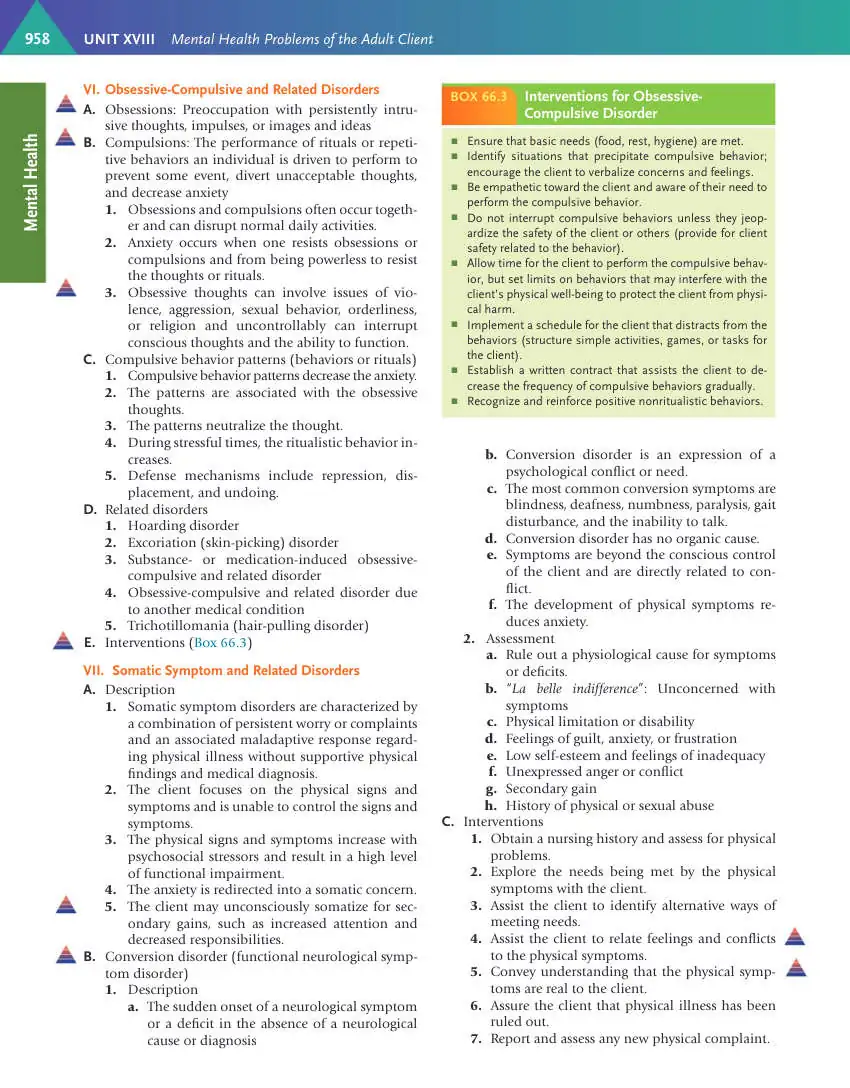 958 UNIT XVIII Mental Health Problems of the Adult Client
Mental Health
VI. Obsessive-Compulsive and Related Disorders
A. Obsessions: Preoccupation with persistently intru-
sive thoughts, impulses, or images and ideas
B. Compulsions: The performance of rituals or repeti-
tive behaviors an individual is driven to perform to
prevent some event, divert unacceptable thoughts,
and decrease anxiety
1. Obsessions and compulsions often occur togeth-
er and can disrupt normal daily activities.
2. Anxiety occurs when one resists obsessions or
compulsions and from being powerless to resist
the thoughts or rituals.
3. Obsessive thoughts can involve issues of vio-
lence, aggression, sexual behavior, orderliness,
or religion and uncontrollably can interrupt
conscious thoughts and the ability to function.
C. Compulsive behavior patterns (behaviors or rituals)
1. Compulsive behavior patterns decrease the anxiety.
2. The patterns are associated with the obsessive
thoughts.
3. The patterns neutralize the thought.
4. During stressful times, the ritualistic behavior in-
creases.
5. Defense mechanisms include repression, dis-
placement, and undoing.
D. Related disorders
1. Hoarding disorder
2. Excoriation (skin-picking) disorder
3. Substance- or medication-induced obsessive-
compulsive and related disorder
4. Obsessive-compulsive and related disorder due
to another medical condition
5. Trichotillomania (hair-pulling disorder)
E. Interventions (Box 66.3)
VII. Somatic Symptom and Related Disorders
A. Description
1. Somatic symptom disorders are characterized by
a combination of persistent worry or complaints
and an associated maladaptive response regard-
ing physical illness without supportive physical
findings and medical diagnosis.
2. The client focuses on the physical signs and
symptoms and is unable to control the signs and
symptoms.
3. The physical signs and symptoms increase with
psychosocial stressors and result in a high level
of functional impairment.
4. The anxiety is redirected into a somatic concern.
5. The client may unconsciously somatize for sec-
ondary gains, such as increased attention and
decreased responsibilities.
B. Conversion disorder (functional neurological symp-
tom disorder)
1. Description
a. The sudden onset of a neurological symptom
or a deficit in the absence of a neurological
cause or diagnosis
BOX 66.3 Interventions for Obsessive-
Compulsive Disorder
■ Ensure that basic needs (food, rest, hygiene) are met.
■ Identify situations that precipitate compulsive behavior;
encourage the client to verbalize concerns and feelings.
■ Be empathetic toward the client and aware of their need to
perform the compulsive behavior.
■ Do not interrupt compulsive behaviors unless they jeop-
ardize the safety of the client or others (provide for client
safety related to the behavior).
■ Allow time for the client to perform the compulsive behav-
ior, but set limits on behaviors that may interfere with the
client's physical well-being to protect the client from physi-
cal harm.
■ Implement a schedule for the client that distracts from the
behaviors (structure simple activities, games, or tasks for
the client).
■ Establish a written contract that assists the client to de-
crease the frequency of compulsive behaviors gradually.
■ Recognize and reinforce positive nonritualistic behaviors.
b. Conversion disorder is an expression of a
psychological conflict or need.
c. The most common conversion symptoms are
blindness, deafness, numbness, paralysis, gait
disturbance, and the inability to talk.
d. Conversion disorder has no organic cause.
e. Symptoms are beyond the conscious control
of the client and are directly related to con-
flict.
f. The development of physical symptoms re-
duces anxiety.
2. Assessment
a. Rule out a physiological cause for symptoms
or deficits.
b. "La belle indifference": Unconcerned with
symptoms
c. Physical limitation or disability
d. Feelings of guilt, anxiety, or frustration
e. Low self-esteem and feelings of inadequacy
f. Unexpressed anger or conflict
g. Secondary gain
h. History of physical or sexual abuse
C. Interventions
1. Obtain a nursing history and assess for physical
problems.
2. Explore the needs being met by the physical
symptoms with the client.
3. Assist the client to identify alternative ways of
meeting needs.
4. Assist the client to relate feelings and conflicts
to the physical symptoms.
5. Convey understanding that the physical symp-
toms are real to the client.
6. Assure the client that physical illness has been
ruled out.
7. Report and assess any new physical complaint.